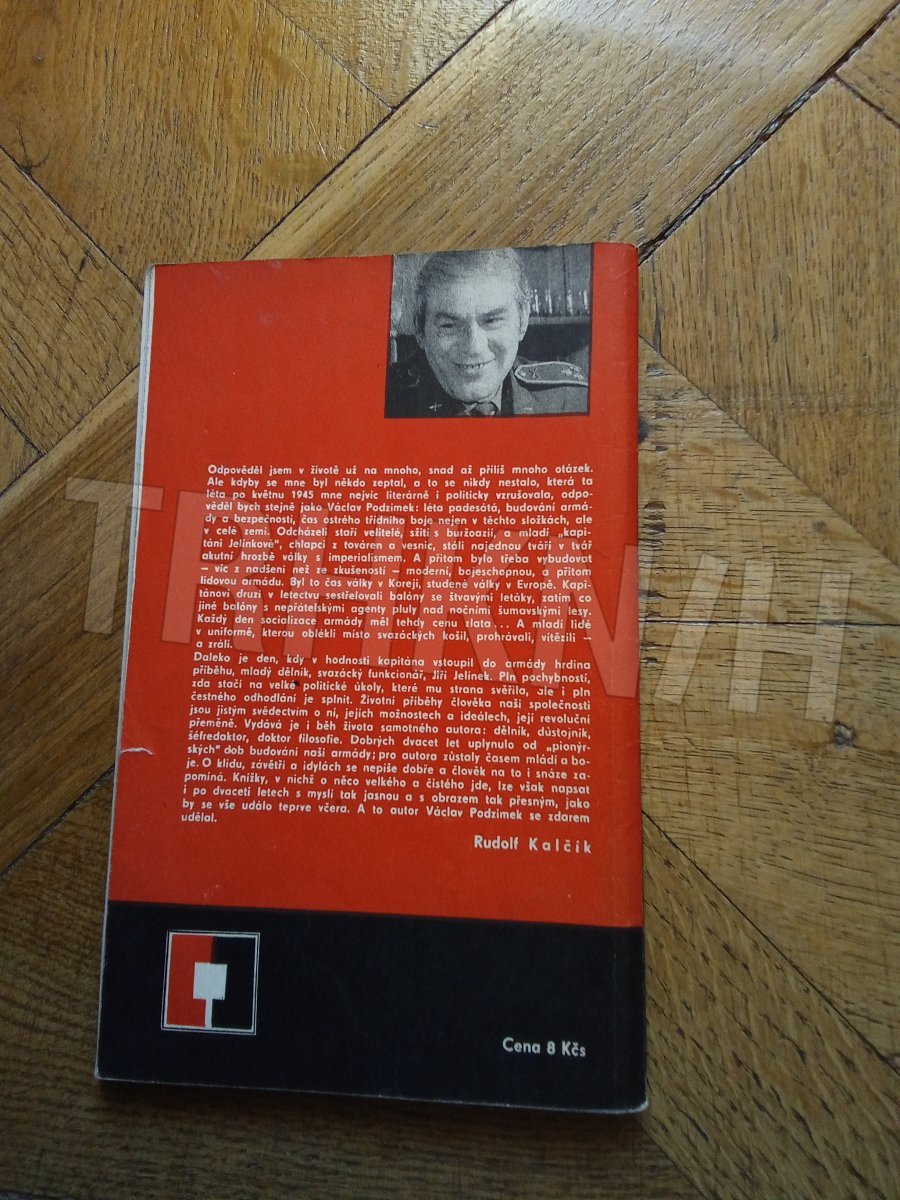 Odpověděl jsem v životě už na mnoho, snad až příliš mnoho otázek.
Ale kdyby se mne byl někdo zeptal, a to se nikdy nestalo, která ta
léta po květnu 1945 mne nejvíc literárně i politicky vzrušovala, odpo-
věděl bych stejně jako Václav Podzimek: léta padesátá, budování armá-
dy a bezpečnosti, čas ostrého třídního boje nejen v těchto složkách, ale
v celé zemi. Odcházeli staří velitelé, sžití s buržoazií, a mladí „kapi-
táni Jelínkové“, chlapci z továren a vesnic, stáli najednou tváří v tvář
akutní hrozbě války s imperialismem. A přitom bylo třeba vybudovat
— víc z nadšení než ze zkušeností — moderní, bojeschopnou, a přitom
lidovou armádu. Byl to čas války v Koreji, studené války v Evropě. Kapi-
tánovi druzi v letectvu sestřelovali balóny se štvavými letáky, zatím co
jiné balóny s nepřátelskými agenty pluly nad nočními šumavskými lesy.
Každý den socializace armády měl tehdy cenu zlata... A mladí lidé
v uniformě, kterou oblékli místo svazáckých košil, prohrávali, vítězili —
a zráli.
Daleko je den, kdy v hodnosti kapitána vstoupil do armády hrdina
příběhu, mladý dělník, svazácký funkcionář, Jiří Jelínek. Pln pochybností,
zda stačí na velké politické úkoly, které mu strana svěřila, ale i pln
čestného odhodlání je splnit. Životní příběhy člověka naší společnosti
jsou jistým svědectvím o ní, jejích možnostech a ideálech, její revoluční
přeměně. Vydává je i běh života samotného autora: dělník, důstojník,
šéfredaktor, doktor filosofie. Dobrých dvacet let uplynulo od „pionýr-
ských“ dob budování naší armády; pro autora zůstaly časem mládí a bo-
je. O klidu, závětří a idylách se nepíše dobře a člověk na to i snáze za-
pomíná. Knížky, v nichž o něco velkého a čistého jde, lze však napsat
i po dvaceti letech s myslí tak jasnou a s obrazem tak přesným, jako
by se vše událo teprve včera. A to autor Václav Podzimek se zdarem
udělal.
Rudolf Kalčík
Cena 8 Kčs